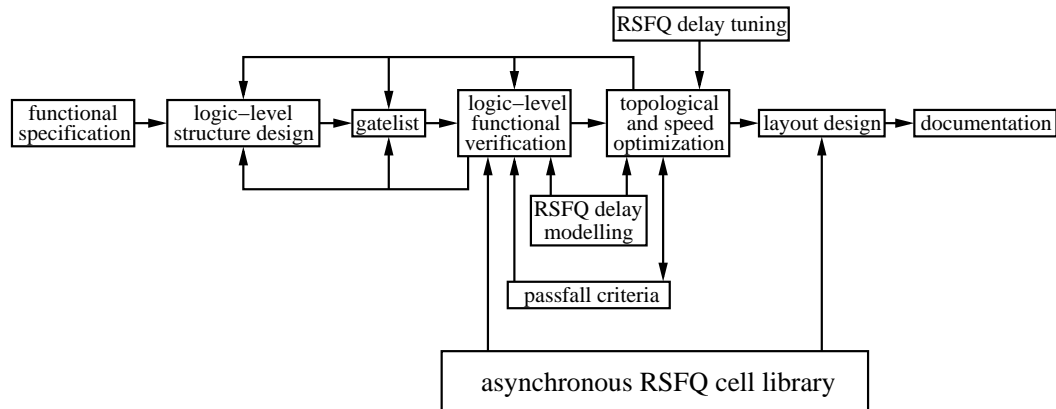 RSFQ delay tuning
functional
specification
logic−level
structure design
gatelist
logic−level
functional
verification
topological
and speed
optimization
layout design
documentation
RSFQ delay
modelling
passfall criteria
asynchronous RSFQ cell library